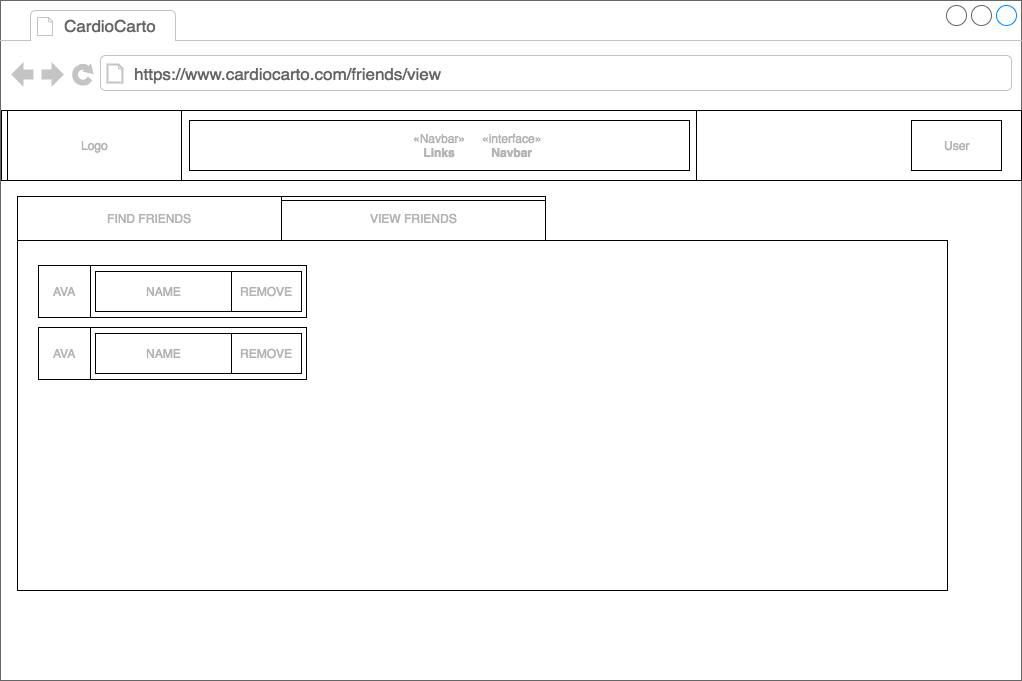 CardioCarto
https://www.cardiocarto.com/friends/view
Logo
«Navbar» «interface»
Links Navbar
User
FIND FRIENDS VIEW FRIENDS
AVA NAME REMOVE
AVA NAME REMOVE